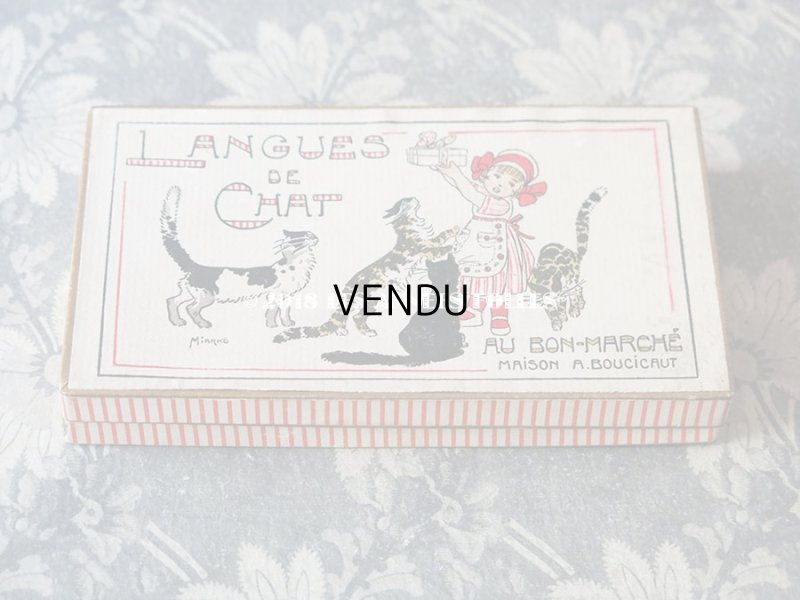 LANGUES
DE
CHAT
VENDU
MIARKO
AU BON-MARCHÉ
MAISON A. BOUCICAUT